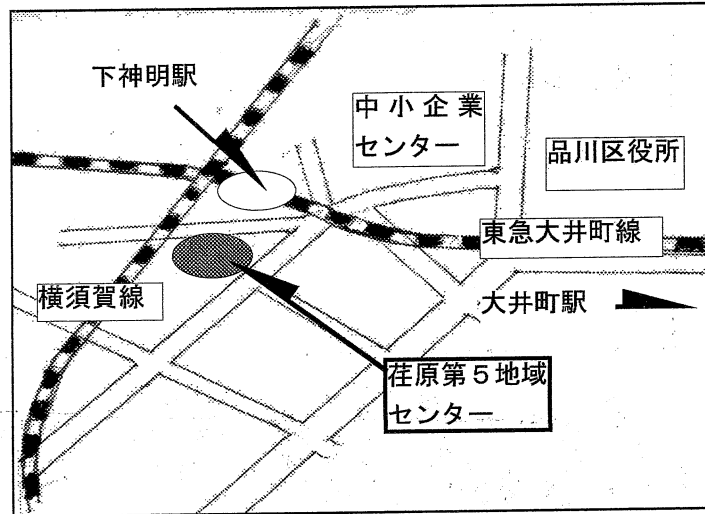 下神明駅
中小企業
センター
品川区役所
東急大井町線
横須賀線
大井町駅
荏原第５地域
センター